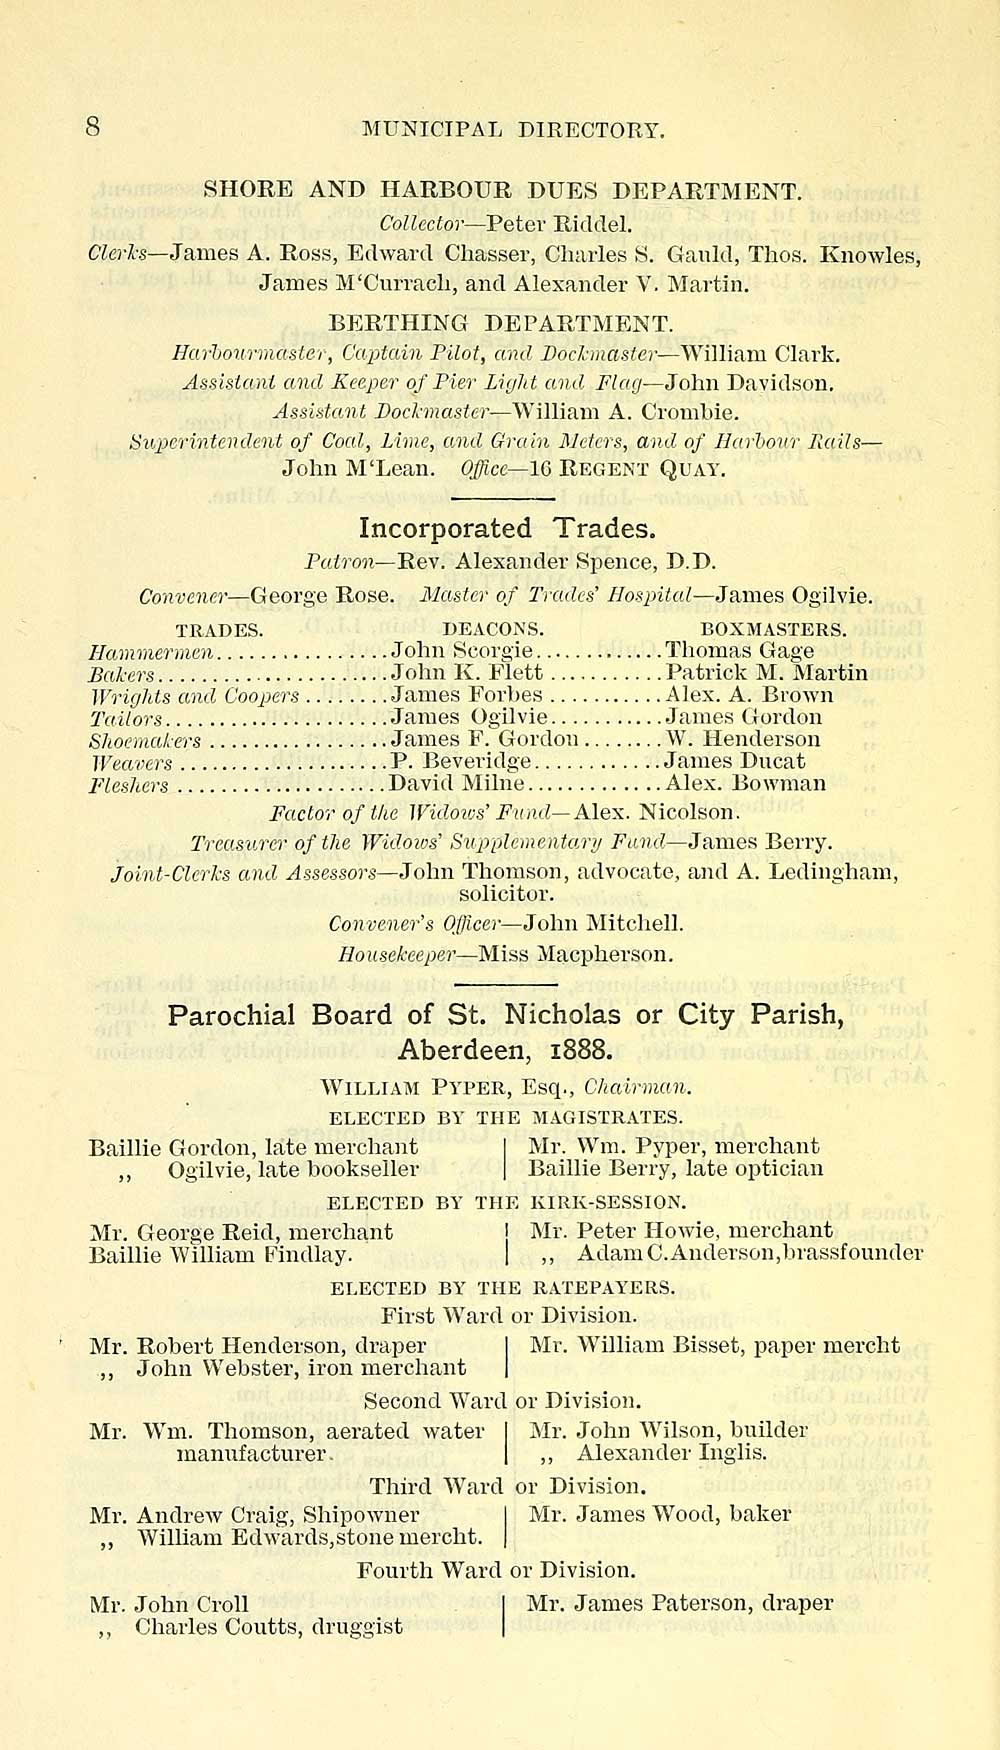 8 MUNICIPAL DIRECTORY.
SHORE AND HARBOUR DUES DEPARTMENT.
Collector—Peter Riddel.
Clerks—James A. Ross, Edward Chasser, Charles S. Gauld, Thos. Knowles,
James M‘Currach, and Alexander V. Martin.
BERTHING DEPARTMENT.
Harbourmaster, Captain Pilot, and Dockmaster—William Clark.
Assistant and Keeper of Pier Light and Flag—John Davidson.
Assistant Dockmaster—William A. Crombie.
Superintendent of Coal, Lime, and Grain Meters, and of Harbour Rails—
John M‘Lean. Office—16 REGENT QUAY.
Incorporated Trades.
Patron—Rev. Alexander Spence, D.D.
Convener—George Rose. Master of Trades' Hospital—James Ogilvie.
TRADES. DEACONS. BOXMASTERS.
Hammermen................John Scorgie............Thomas Gage
Bakers.....................John K. Flett ..........Patrick M. Martin
Wrights and Coopers ........James Forbes ..........Alex. A. Brown
Tailors.....................James Ogilvie..........James Gordon
Shoemakers ................James F. Gordon.......W. Henderson
Weavers ...................P. Beveridge............James Ducat
Fleshers ...................David Milne............Alex. Bowman
Factor of the Widows' Fund—Alex. Nicolson.
Treasurer of the Widows' Supplementary Fund—James Berry.
Joint-Clerks and Assessors—John Thomson, advocate, and A. Ledingham,
solicitor.
Convener's Officer—John Mitchell.
Housekeeper—Miss Macpherson.
Parochial Board of St. Nicholas or City Parish,
Aberdeen, 1888.
WILLIAM PYPER, Esq., Chairman.
ELECTED BY THE MAGISTRATES.
Baillie Gordon, late merchant | Mr. Wm. Pyper, merchant
,, Ogilvie, late bookseller | Baillie Berry, late optician
ELECTED BY THE KIRK-SESSION.
Mr. George Reid, merchant | Mr. Peter Howie, merchant
Baillie William Findlay. | ,, Adam C. Anderson, brassfounder
ELECTED BY THE RATEPAYERS.
First Ward or Division.
Mr. Robert Henderson, draper | Mr. William Bisset, paper mercht
,, John Webster, iron merchant |
Second Ward or Division.
Mr. Wm. Thomson, aerated water | Mr. John Wilson, builder
manufacturer. | ,, Alexander Inglis.
Third Ward or Division.
Mr. Andrew Craig, Shipowner | Mr. James Wood, baker
,, William Edwards, stone mercht. |
Fourth Ward or Division.
Mr. John Croll | Mr. James Paterson, draper
,, Charles Coutts, druggist |